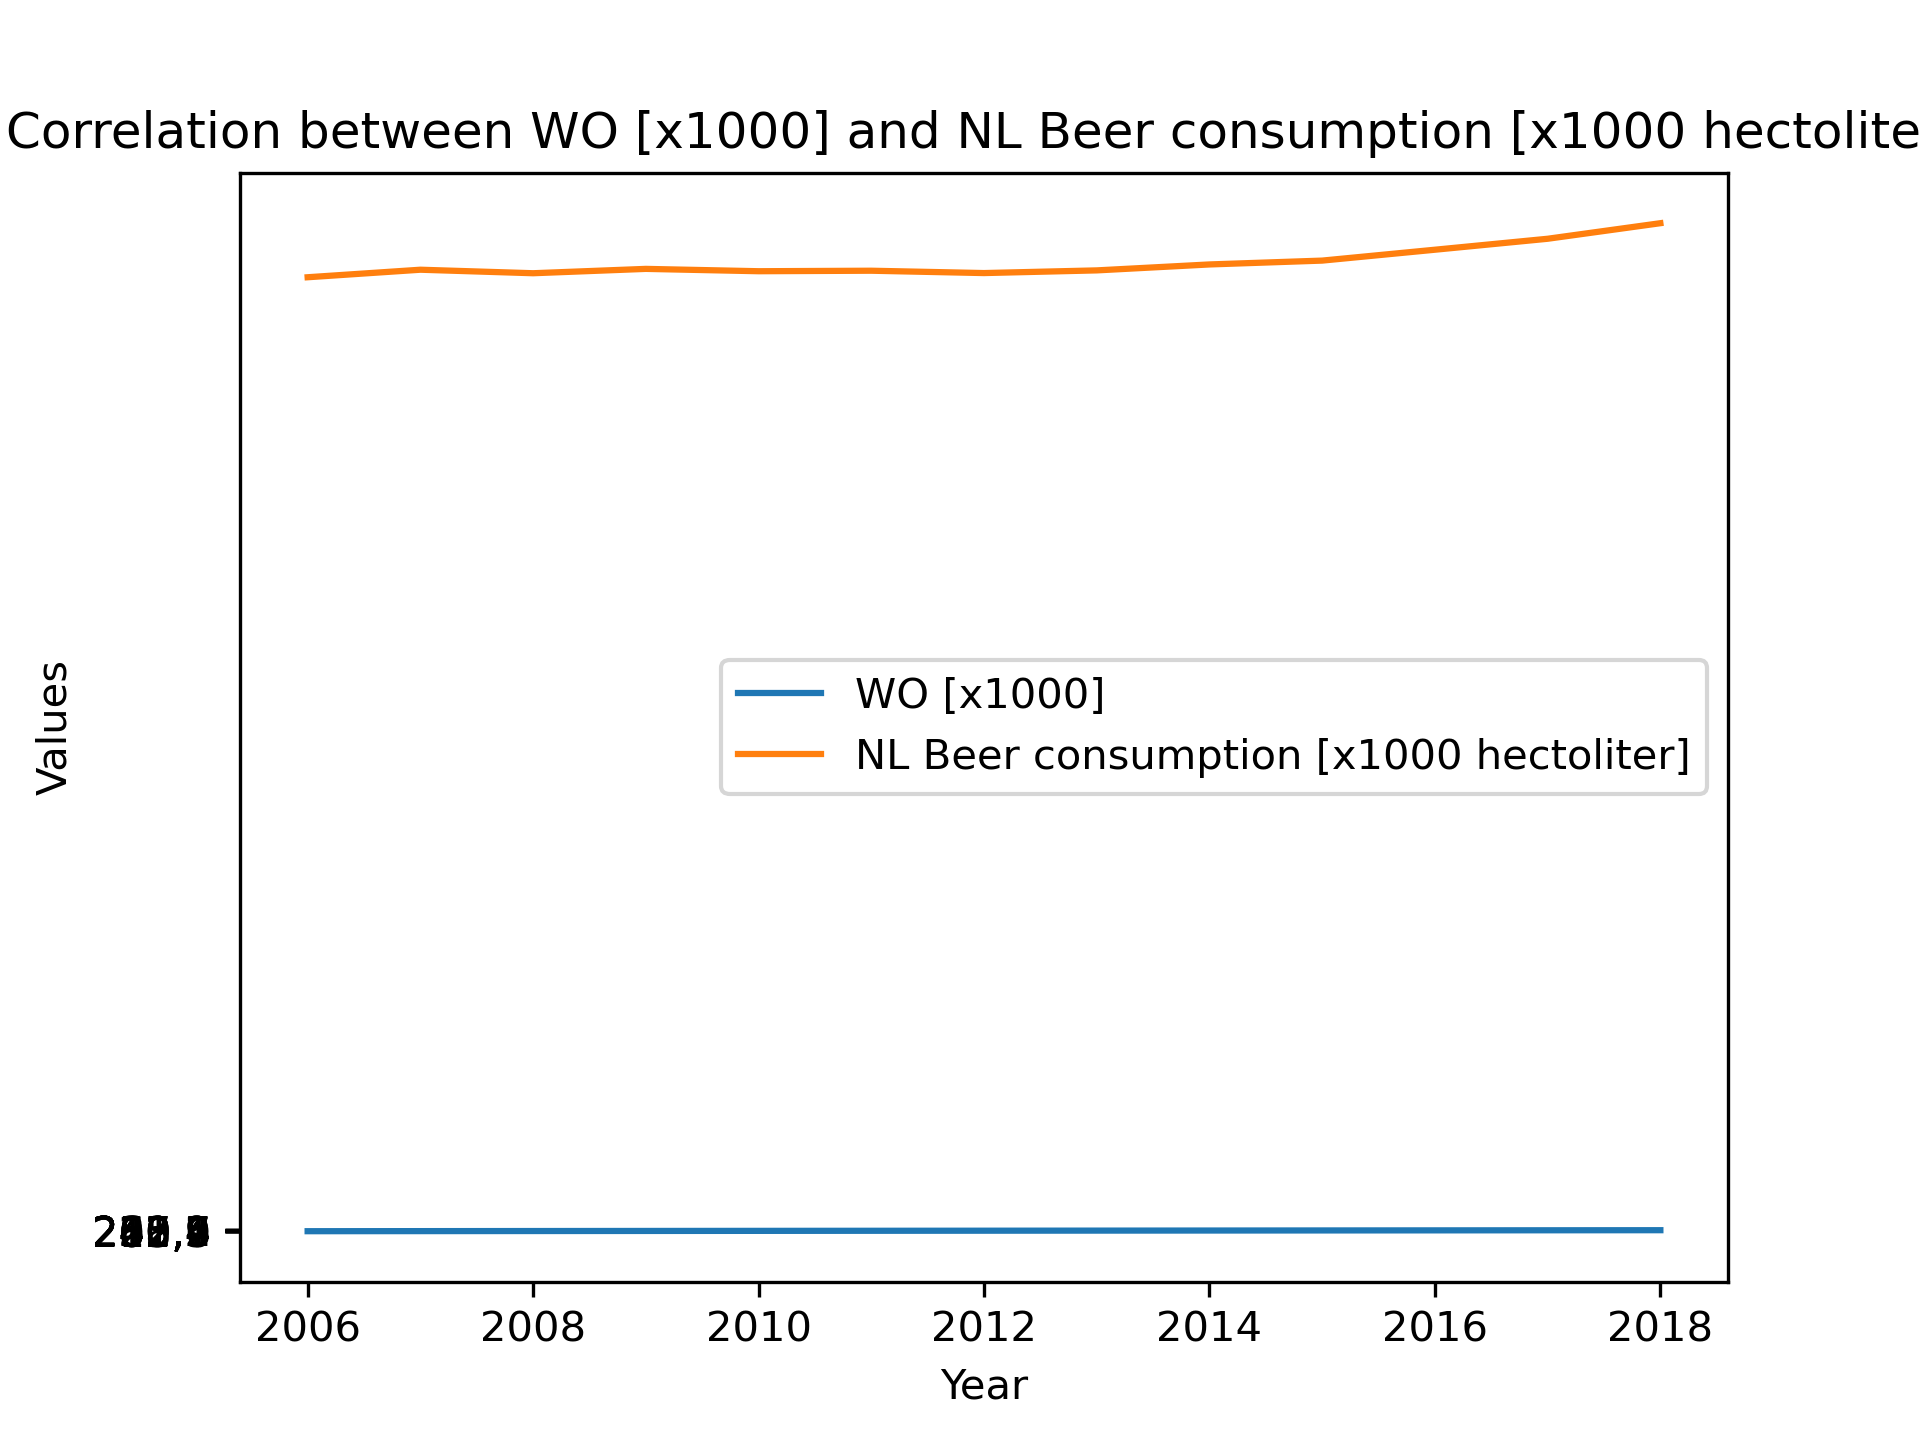 Correlation between WO [x1000] and NL Beer consumption [x1000 hectolite
Values
WO [x1000]
NL Beer consumption [x1000 hectoliter]
2006 2008 2010 2012 2014 2016 2018
Year